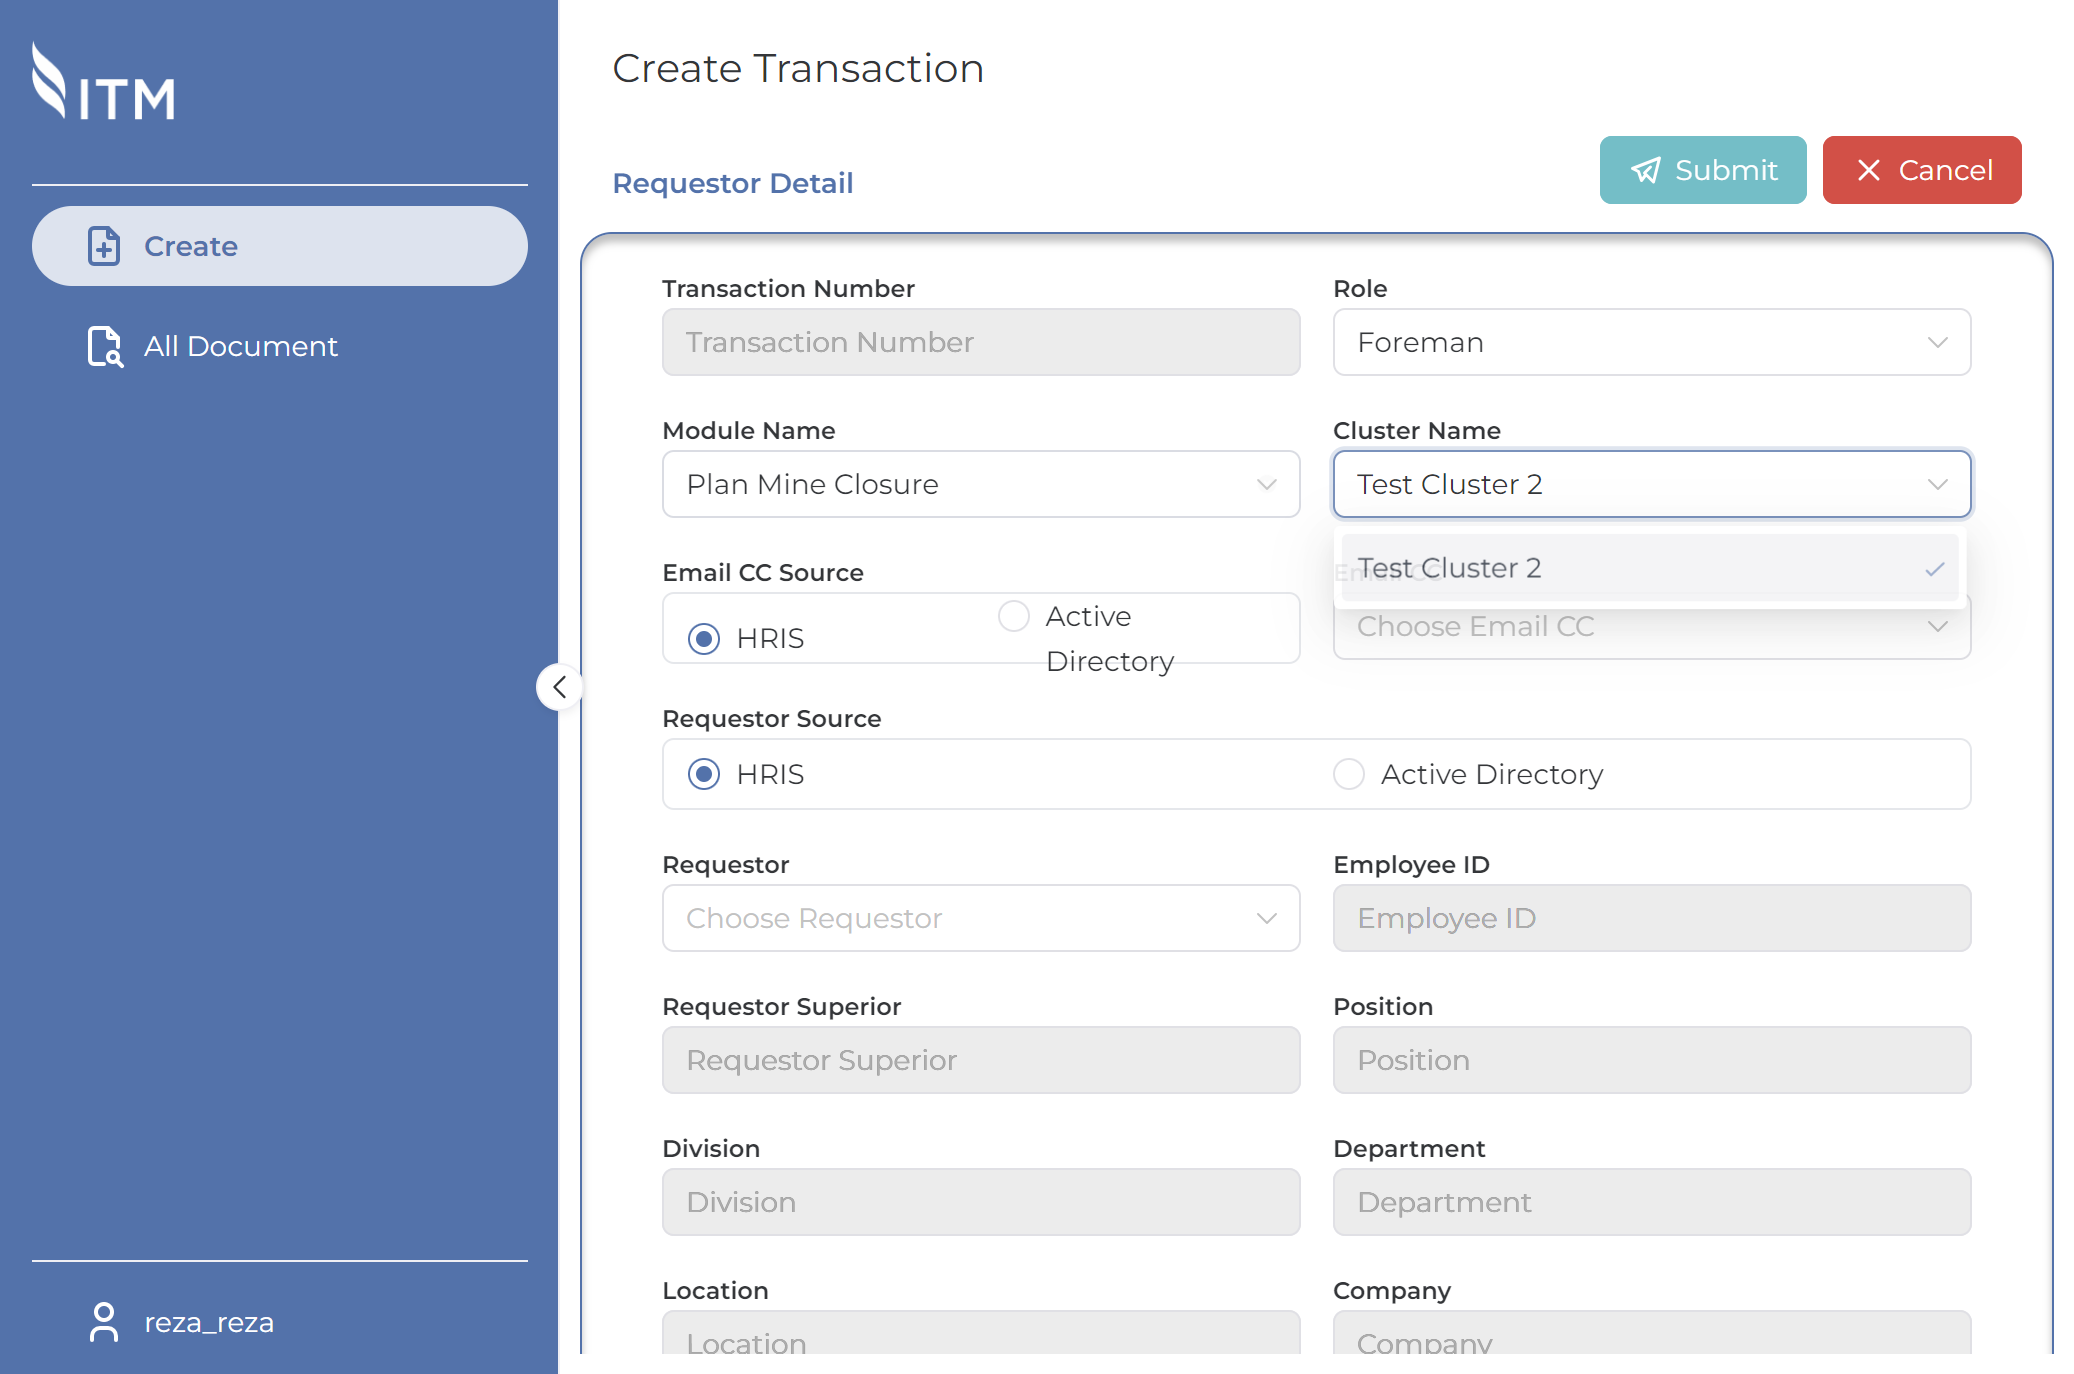 ITM
Create
All Document
reza_reza
Create Transaction
Requestor Detail
Submit
Cancel
Transaction Number
Transaction Number
Role
Foreman
Module Name
Plan Mine Closure
Cluster Name
Test Cluster 2
Test Cluster 2
Email CC Source
HRIS
Active
Directory
Email CC
Choose Email CC
Requestor Source
HRIS
Active Directory
Requestor
Choose Requestor
Employee ID
Employee ID
Requestor Superior
Requestor Superior
Position
Position
Division
Division
Department
Department
Location
Location
Company
Company